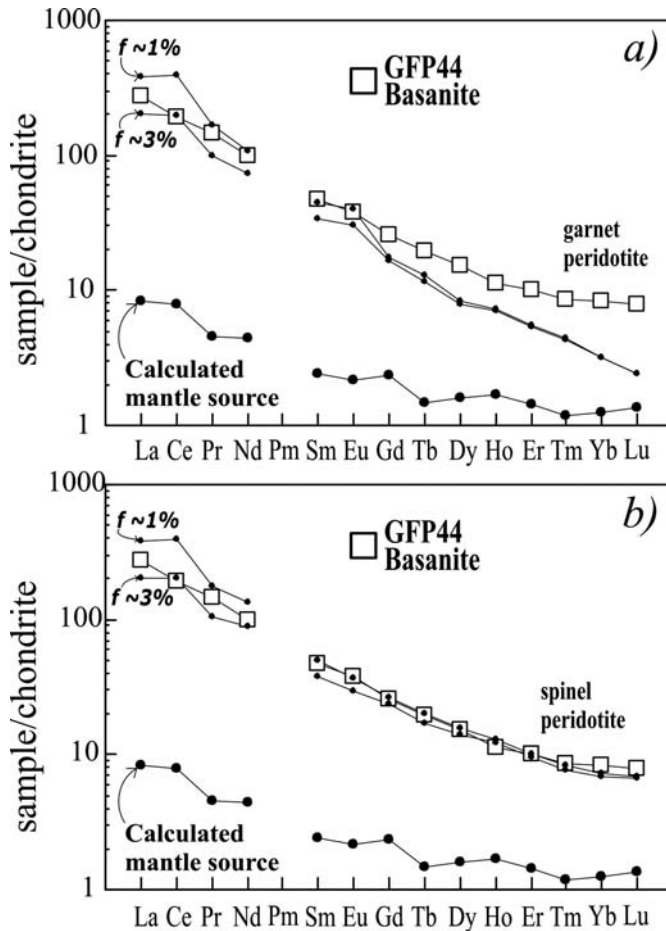 1000
f ~1%
a)
GFP44
Basanite
100
f ~3%
sample/chondrite
garnet
peridotite
10
Calculated
mantle source
1
La Ce Pr Nd Pm Sm Eu Gd Tb Dy Ho Er Tm Yb Lu
1000
f ~1%
b)
GFP44
Basanite
f ~3%
100
sample/chondrite
spinel
peridotite
10
Calculated
mantle source
1
La Ce Pr Nd Pm Sm Eu Gd Tb Dy Ho Er Tm Yb Lu